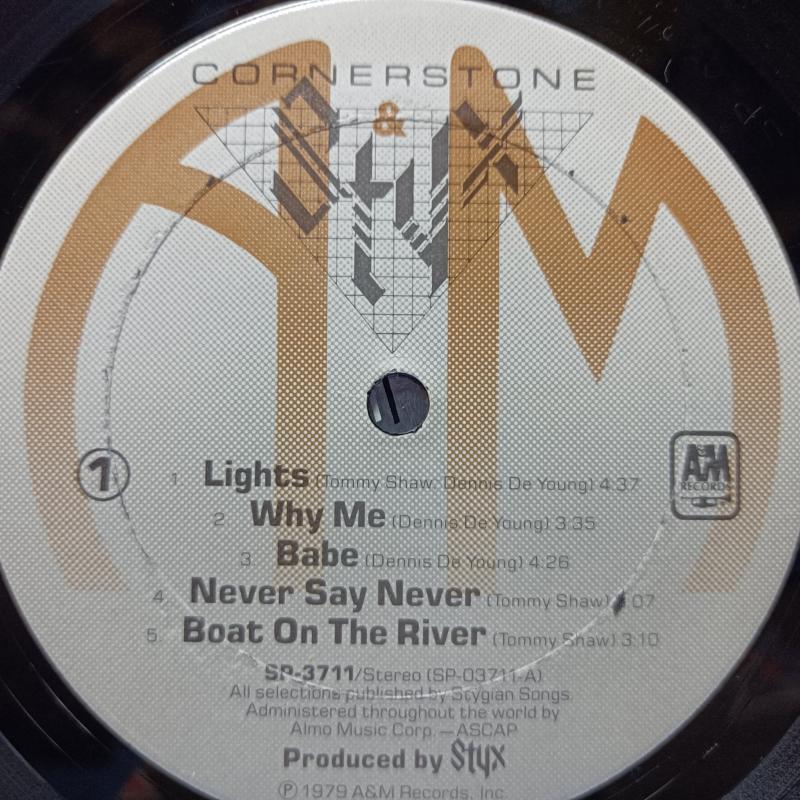 CORNERSTONE
&
Styx
1
A&M
RECORDS
1 Lights (Tommy Shaw, Dennis De Young) 4:37
2 Why Me (Dennis De Young) 3:35
3. Babe (Dennis De Young) 4:26
4. Never Say Never (Tommy Shaw) :07
5 Boat On The River (Tommy Shaw) 3:10
SP-3711/Stereo (SP-03711-A)
All selections published by Stygian Songs.
Administered throughout the world by
Almo Music Corp. — ASCAP
Produced by Styx
℗ 1979 A&M Records, Inc.